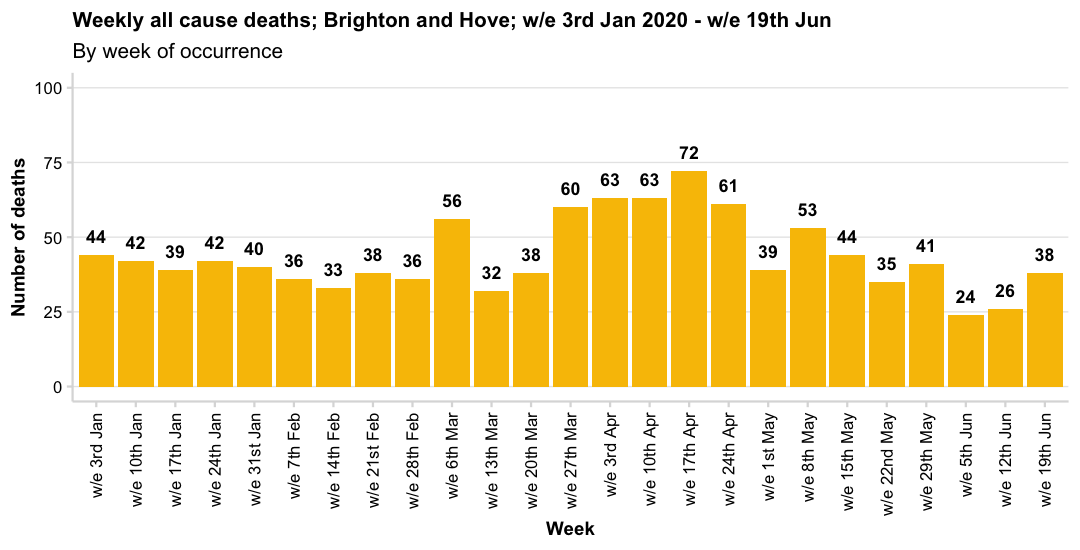 Weekly all cause deaths; Brighton and Hove; w/e 3rd Jan 2020 - w/e 19th Jun
By week of occurrence
Number of deaths
100
75
50
25
0
44
42
39
42
40
36
33
38
36
56
32
38
60
63
63
72
61
39
53
44
35
41
24
26
38
w/e 3rd Jan
w/e 10th Jan
w/e 17th Jan
w/e 24th Jan
w/e 31st Jan
w/e 7th Feb
w/e 14th Feb
w/e 21st Feb
w/e 28th Feb
w/e 6th Mar
w/e 13th Mar
w/e 20th Mar
w/e 27th Mar
w/e 3rd Apr
w/e 10th Apr
w/e 17th Apr
w/e 24th Apr
w/e 1st May
w/e 8th May
w/e 15th May
w/e 22nd May
w/e 29th May
w/e 5th Jun
w/e 12th Jun
w/e 19th Jun
Week